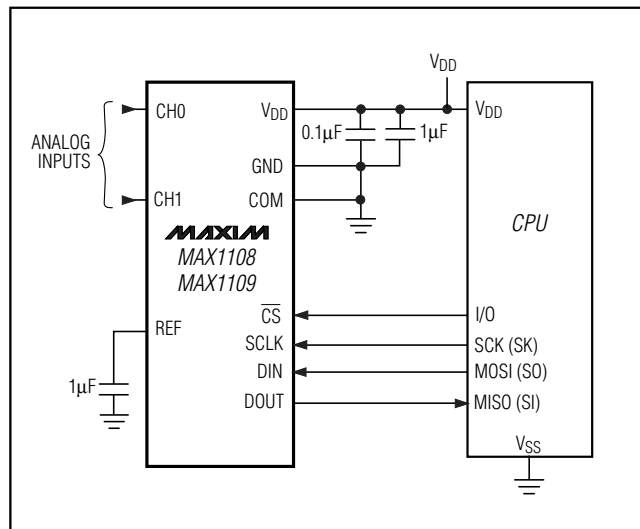 VDD
CH0
VDD
VDD
0.1µF
1µF
ANALOG
INPUTS
GND
CH1
COM
CPU
MAXIM
MAX1108
MAX1109
CS
I/O
REF
SCLK
SCK (SK)
DIN
MOSI (SO)
1µF
DOUT
MISO (SI)
VSS